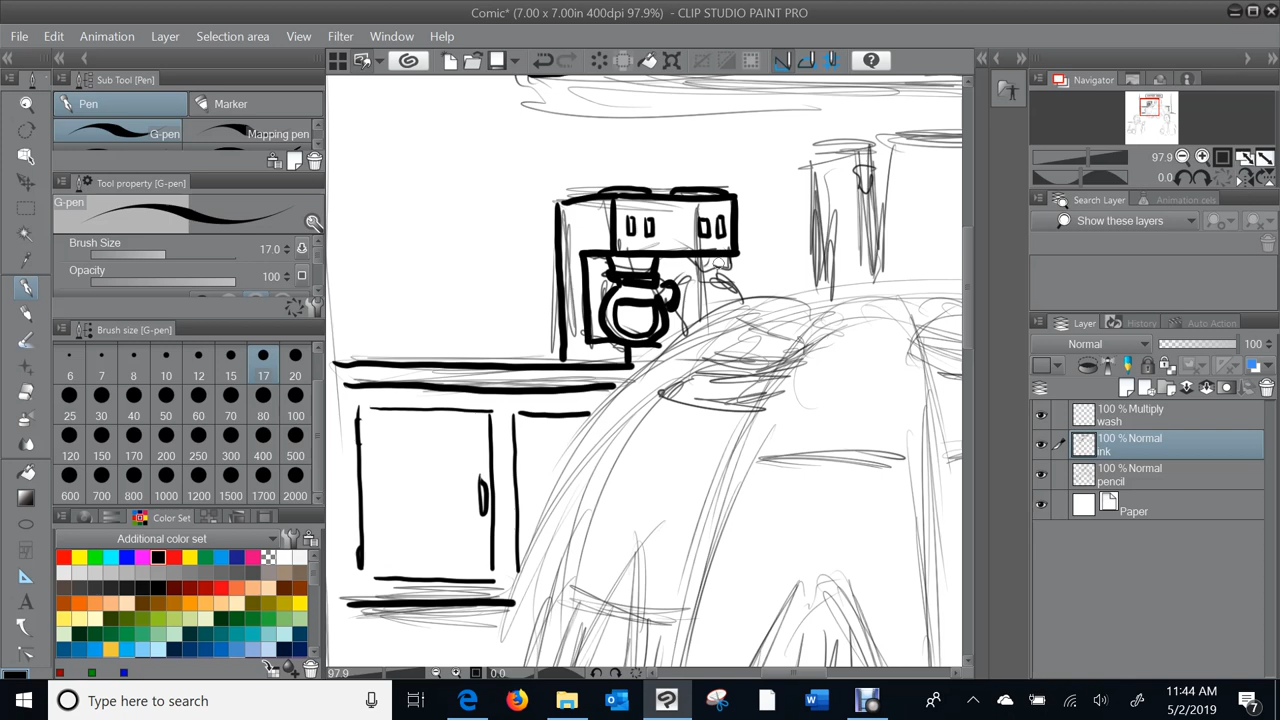 Comic* (7.00 x 7.00in 400dpi 97.9%) - CLIP STUDIO PAINT PRO
File Edit Animation Layer Selection area View Filter Window Help
Sub Tool [Pen]
Pen
Marker
G-pen
Mapping pen
Tool property [G-pen]
G-pen
Brush Size 17.0
Opacity 100
Brush size [G-pen]
6 7 8 10 12 15 17 20
25 30 40 50 60 70 80 100
120 150 170 200 250 300 400 500
600 700 800 1000 1200 1500 1700 2000
Color Set
Additional color set
97.9
0.0
Navigator
97.9
0.0
Search Layer
Animation cels
Show these layers
Layer
History
Auto Action
Normal
100
100 % Multiply
wash
100 % Normal
ink
100 % Normal
pencil
Paper
Type here to search
11:44 AM
5/2/2019
7